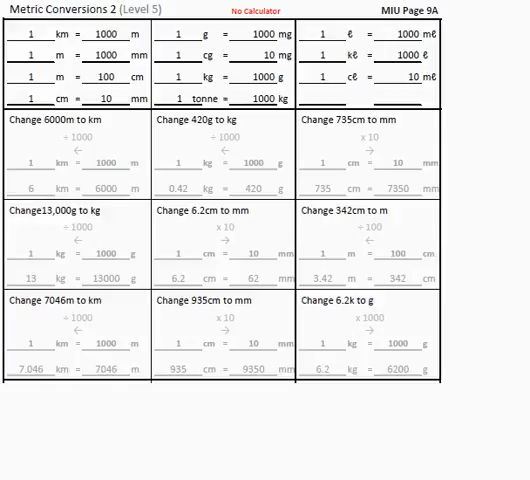 Metric Conversions 2 (Level 5) No Calculator MIU Page 9A
1 km = 1000 m 1 g = 1000 mg 1 ℓ = 1000 mℓ
1 m = 1000 mm 1 cg = 10 mg 1 kℓ = 1000 ℓ
1 m = 100 cm 1 kg = 1000 g 1 cℓ = 10 mℓ
1 cm = 10 mm 1 tonne = 1000 kg
Change 6000m to km Change 420g to kg Change 735cm to mm
÷ 1000 ÷ 1000 x 10
← ← →
1 km = 1000 m 1 kg = 1000 g 1 cm = 10 mm
6 km = 6000 m 0.42 kg = 420 g 735 cm = 7350 mm
Change13,000g to kg Change 6.2cm to mm Change 342cm to m
÷ 1000 x 10 ÷ 100
← → ←
1 kg = 1000 g 1 cm = 10 mm 1 m = 100 cm
13 kg = 13000 g 6.2 cm = 62 mm 3.42 m = 342 cm
Change 7046m to km Change 935cm to mm Change 6.2k to g
÷ 1000 x 10 x 1000
← → →
1 km = 1000 m 1 cm = 10 mm 1 kg = 1000 g
7.046 km = 7046 m 935 cm = 9350 mm 6.2 kg = 6200 g